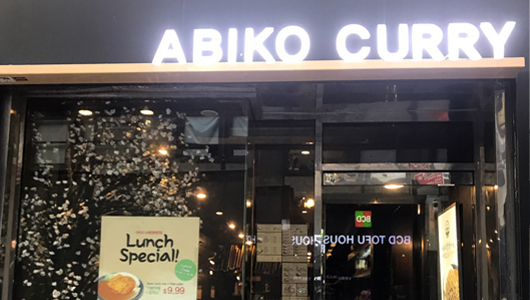 ABIKO CURRY
BCD
BCD TOFU HOUSE
Lunch
Special!
$9.99